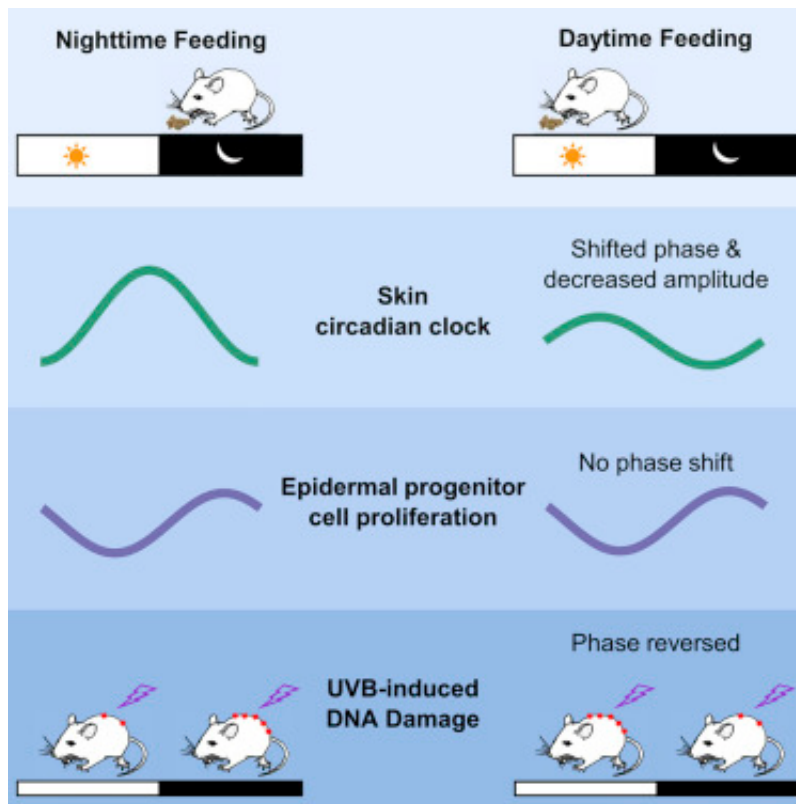 Nighttime Feeding
Daytime Feeding
Skin
circadian clock
Shifted phase &
decreased amplitude
Epidermal progenitor
cell proliferation
No phase shift
UVB-induced
DNA Damage
Phase reversed